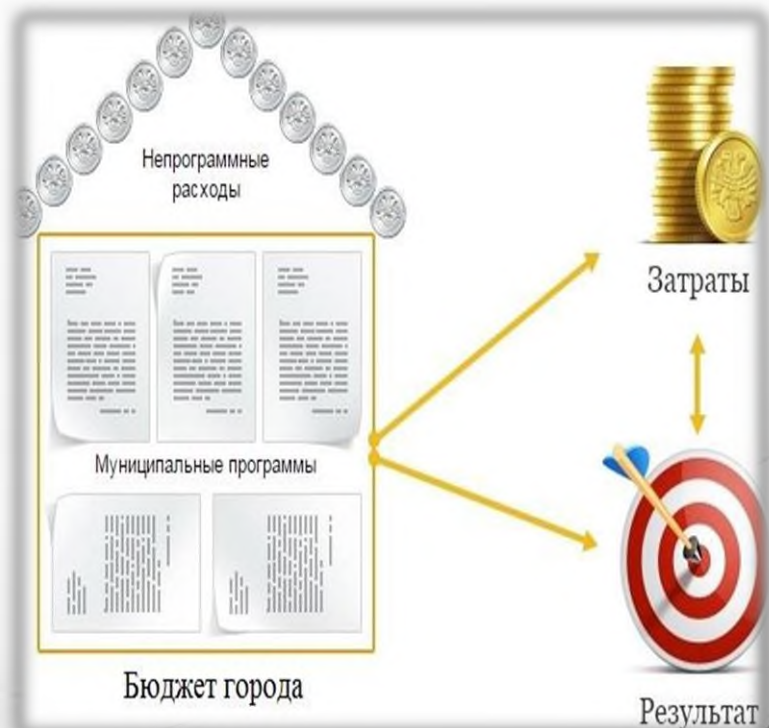 Непрограммные
расходы
Затраты
Муниципальные программы
Бюджет города
Результат